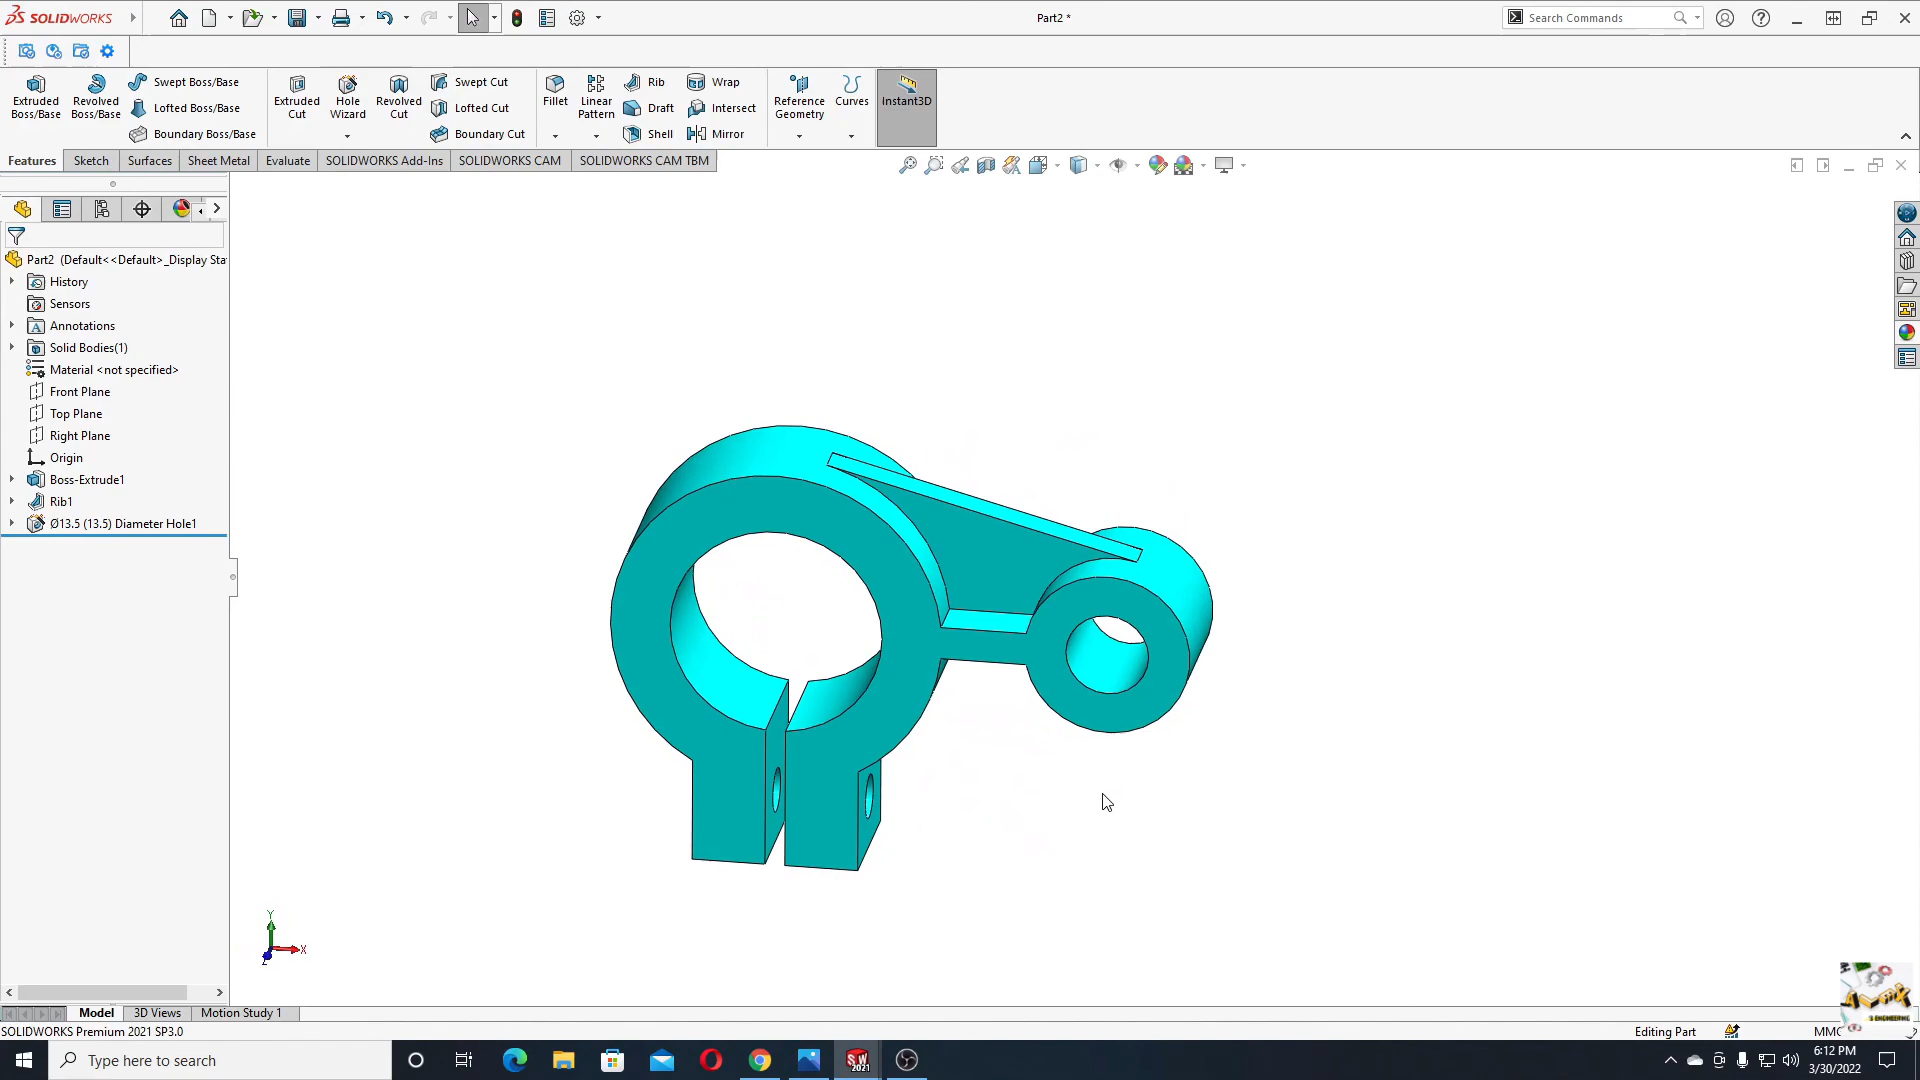 SOLIDWORKS
Part2 *
Search Commands
Extruded Boss/Base
Revolved Boss/Base
Swept Boss/Base
Lofted Boss/Base
Boundary Boss/Base
Extruded Cut
Hole Wizard
Revolved Cut
Swept Cut
Lofted Cut
Boundary Cut
Fillet
Linear Pattern
Rib
Draft
Shell
Wrap
Intersect
Mirror
Reference Geometry
Curves
Instant3D
Features
Sketch
Surfaces
Sheet Metal
Evaluate
SOLIDWORKS Add-Ins
SOLIDWORKS CAM
SOLIDWORKS CAM TBM
Part2 (Default<<Default>_Display Sta
History
Sensors
Annotations
Solid Bodies(1)
Material <not specified>
Front Plane
Top Plane
Right Plane
Origin
Boss-Extrude1
Rib1
Ø13.5 (13.5) Diameter Hole1
Y
X
Z
Model
3D Views
Motion Study 1
SOLIDWORKS Premium 2021 SP3.0
Editing Part
Type here to search
6:12 PM
3/30/2022